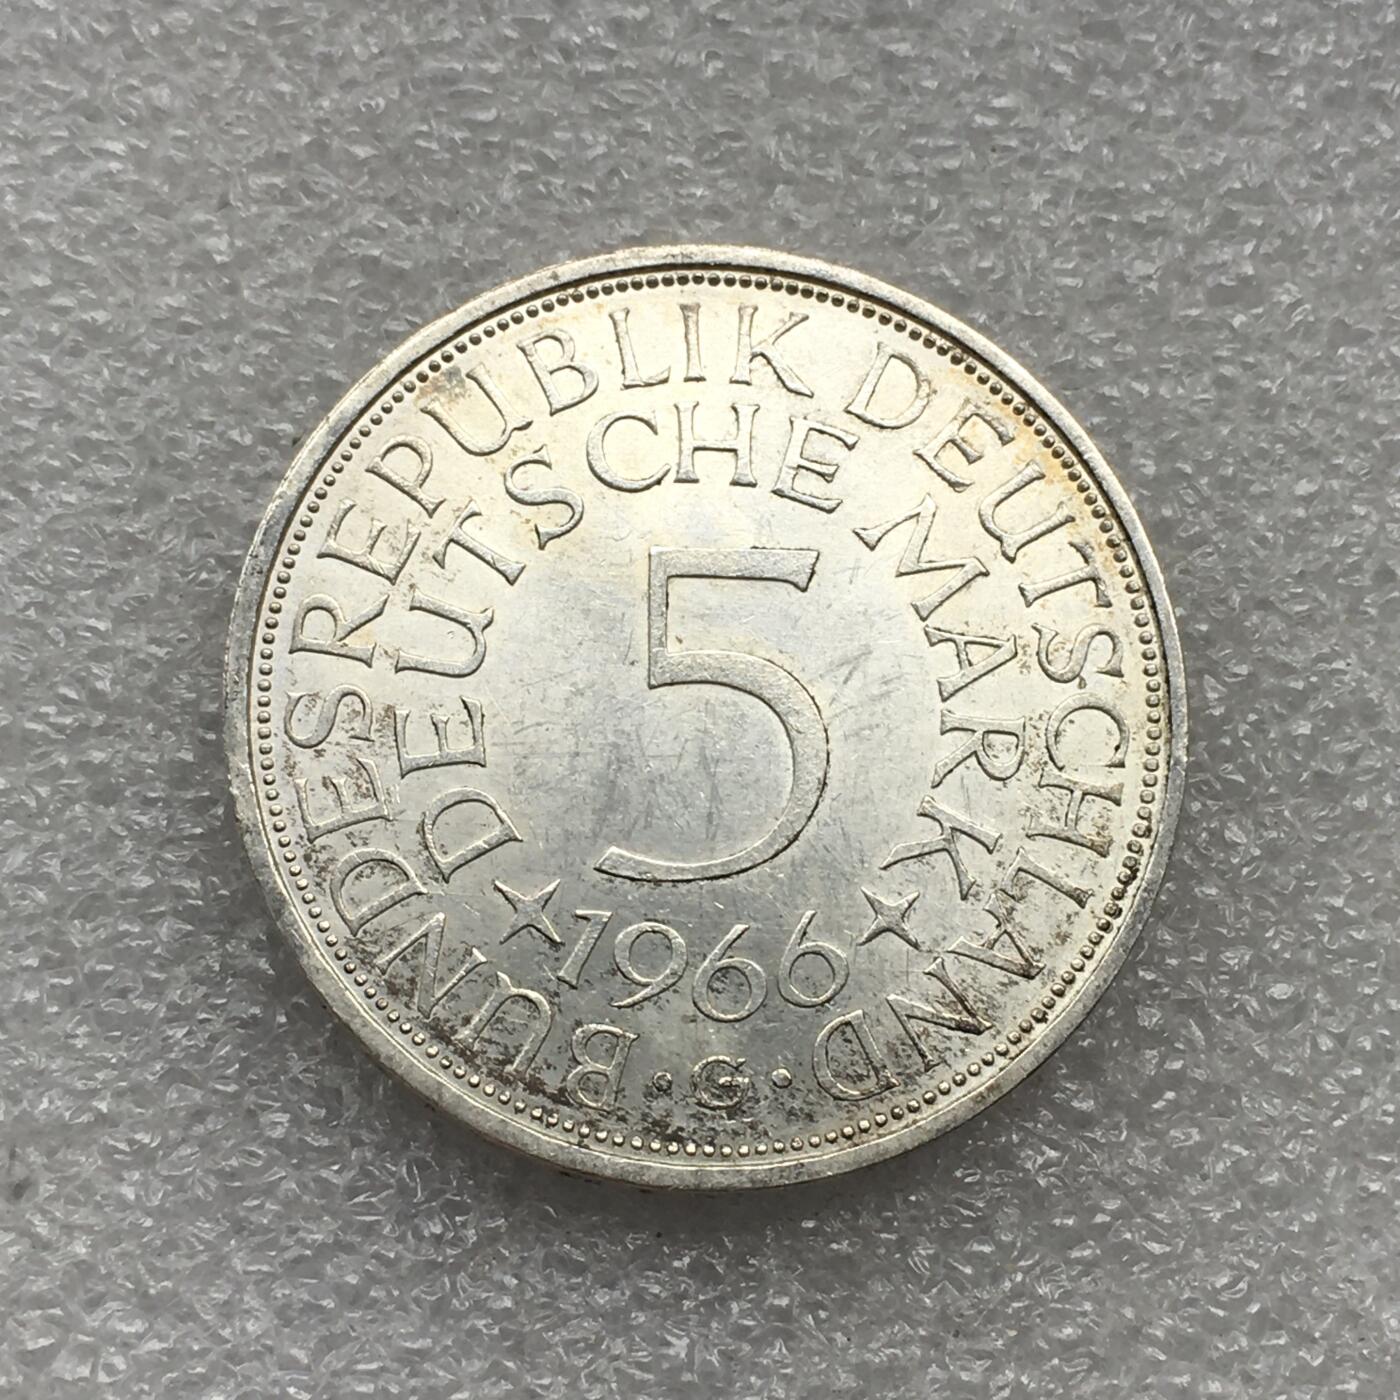 BUNDESREPUBLIK DEUTSCHLAND
DEUTSCHE MARK
5
1966
·G·